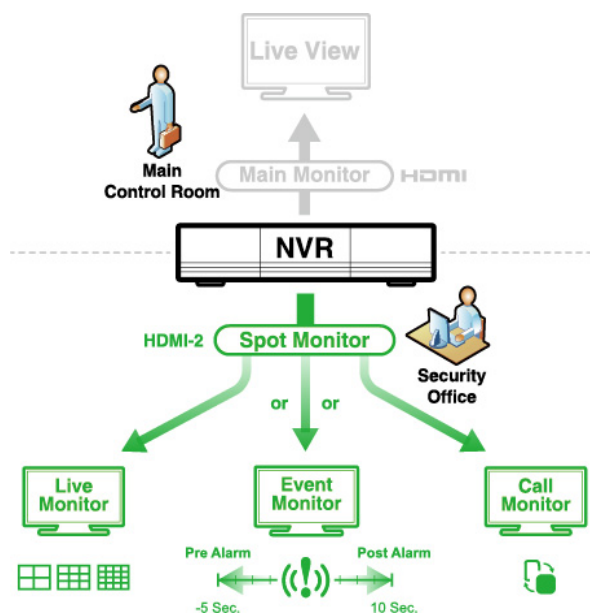 Live View
Main
Control Room
Main Monitor
HDMI
NVR
HDMI-2
Spot Monitor
Security
Office
or
or
Live
Monitor
Event
Monitor
Call
Monitor
Pre Alarm
Post Alarm
-5 Sec.
10 Sec.